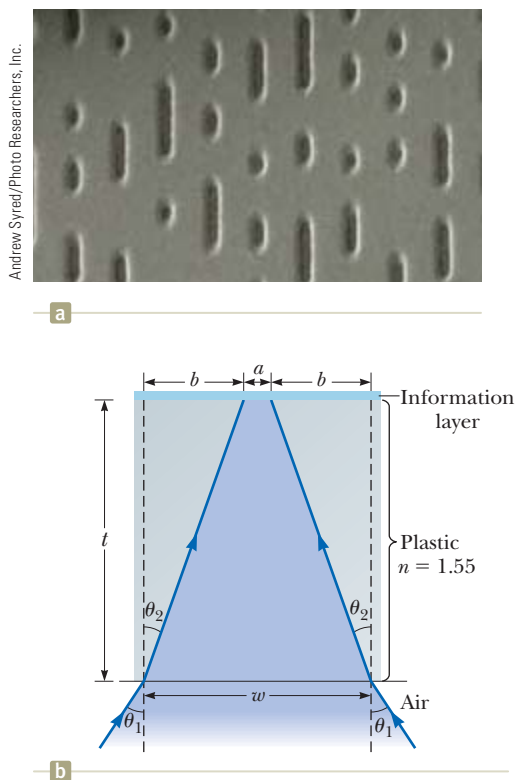 Andrew Syred/Photo Researchers, Inc.
a
b
a
b
Information
layer
t
Plastic
n = 1.55
θ2
θ2
w
Air
θ1
θ1
b